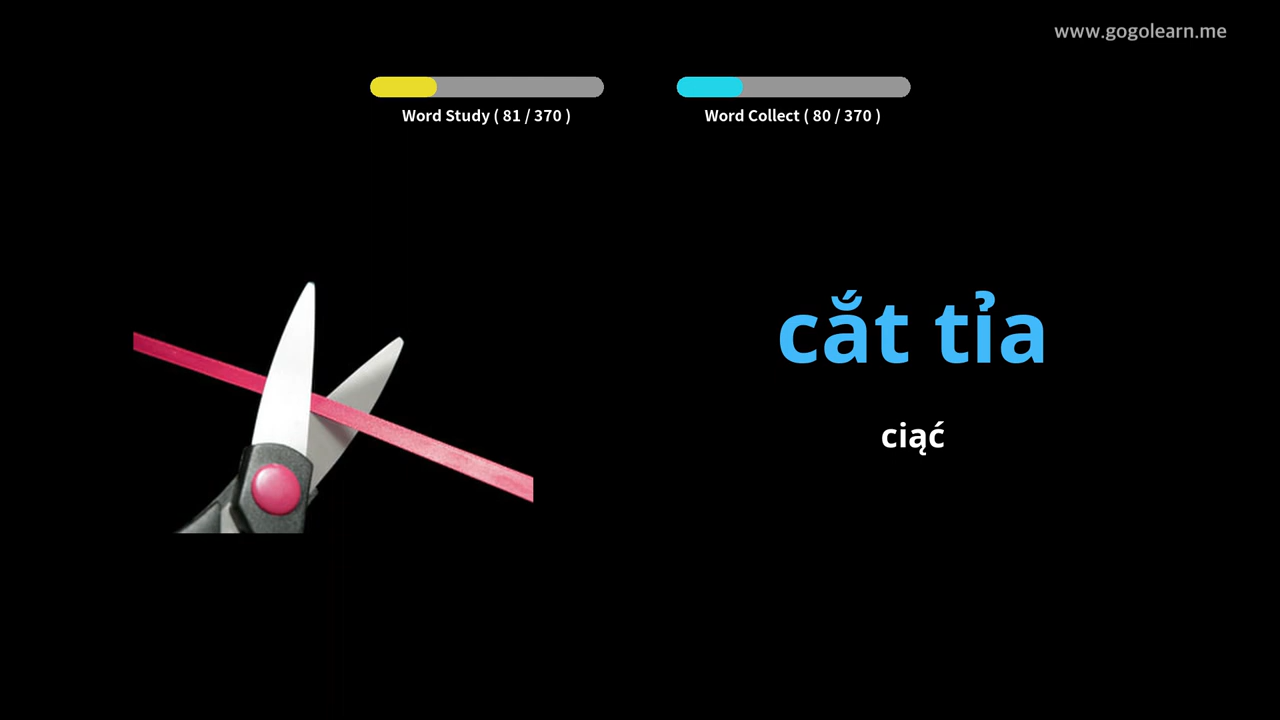 www.gogolearn.me
Word Study ( 81 / 370 )
Word Collect ( 80 / 370 )
cắt tỉa
ciąć